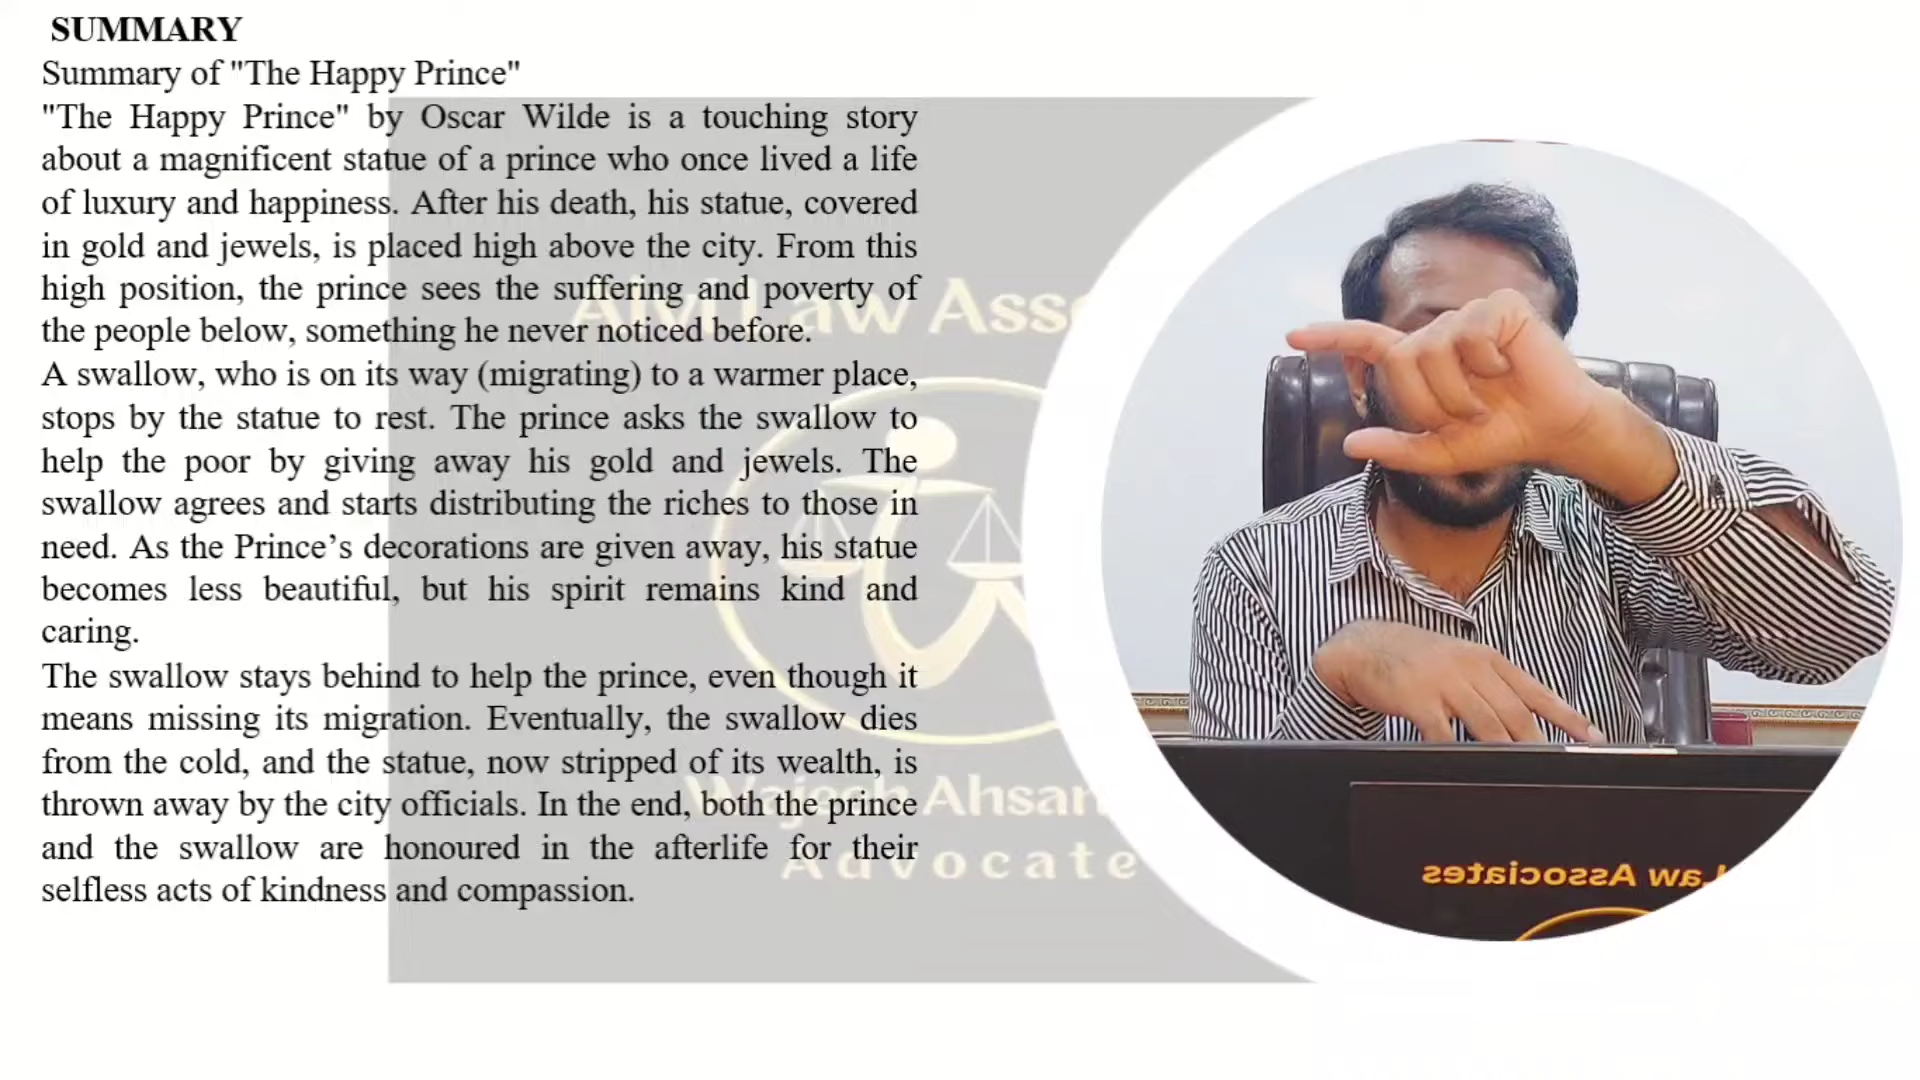 SUMMARY
Summary of "The Happy Prince"
"The Happy Prince" by Oscar Wilde is a touching story
about a magnificent statue of a prince who once lived a life
of luxury and happiness. After his death, his statue, covered
in gold and jewels, is placed high above the city. From this
high position, the prince sees the suffering and poverty of
the people below, something he never noticed before.
A swallow, who is on its way (migrating) to a warmer place,
stops by the statue to rest. The prince asks the swallow to
help the poor by giving away his gold and jewels. The
swallow agrees and starts distributing the riches to those in
need. As the Prince’s decorations are given away, his statue
becomes less beautiful, but his spirit remains kind and
caring.
The swallow stays behind to help the prince, even though it
means missing its migration. Eventually, the swallow dies
from the cold, and the statue, now stripped of its wealth, is
thrown away by the city officials. In the end, both the prince
and the swallow are honoured in the afterlife for their
selfless acts of kindness and compassion.
Law
Ahsan
Advocate
Law Associates